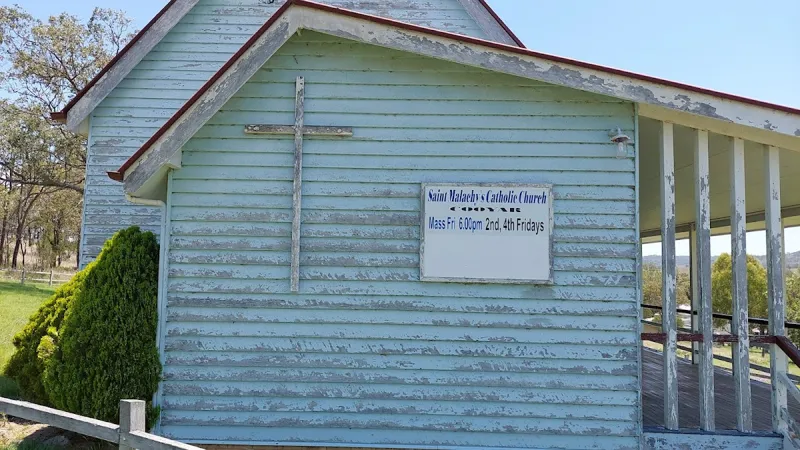 Saint Malachy's Catholic Church
COOYAR
Mass Fri 6.00pm 2nd, 4th Fridays